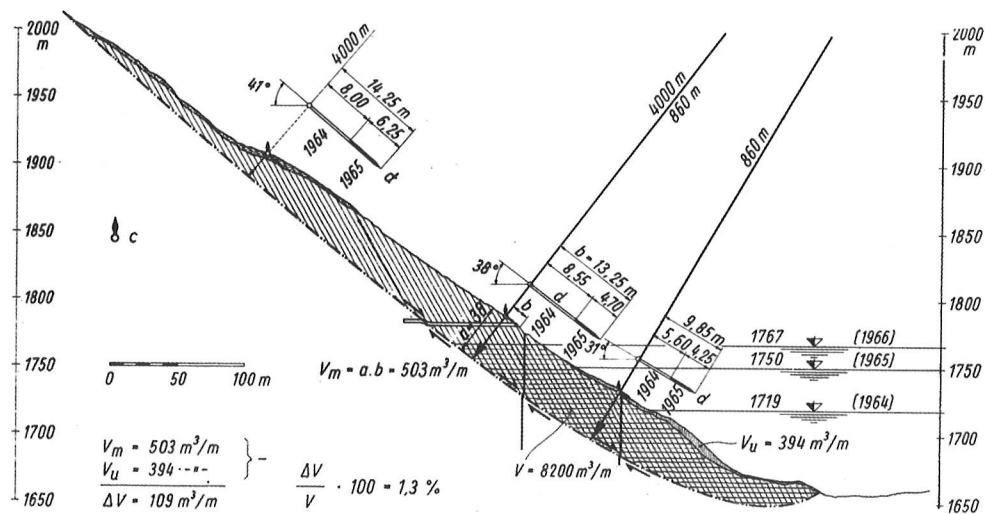 2000
m
1950
1900
1850
1800
1750
1700
1650
4000 m
14,25 m
8,00
6,25
41°
1964
1965
d
c
0 50 100 m
4000 m
860 m
860 m
b = 13,25 m
8,55
4,70
38°
d
b
1964
1965
a = 38
31°
9,85 m
5,60 4,25
1964
1965
d
2000
m
1950
1900
1850
1800
1767 (1966)
1750 (1965)
1750
1719 (1964)
1700
1650
Vm = a.b = 503 m³/m
Vu = 394 m³/m
V = 8200 m³/m
Vm = 503 m³/m
Vu = 394 -"-
ΔV = 109 m³/m
} –
ΔV
V
· 100 = 1,3 %